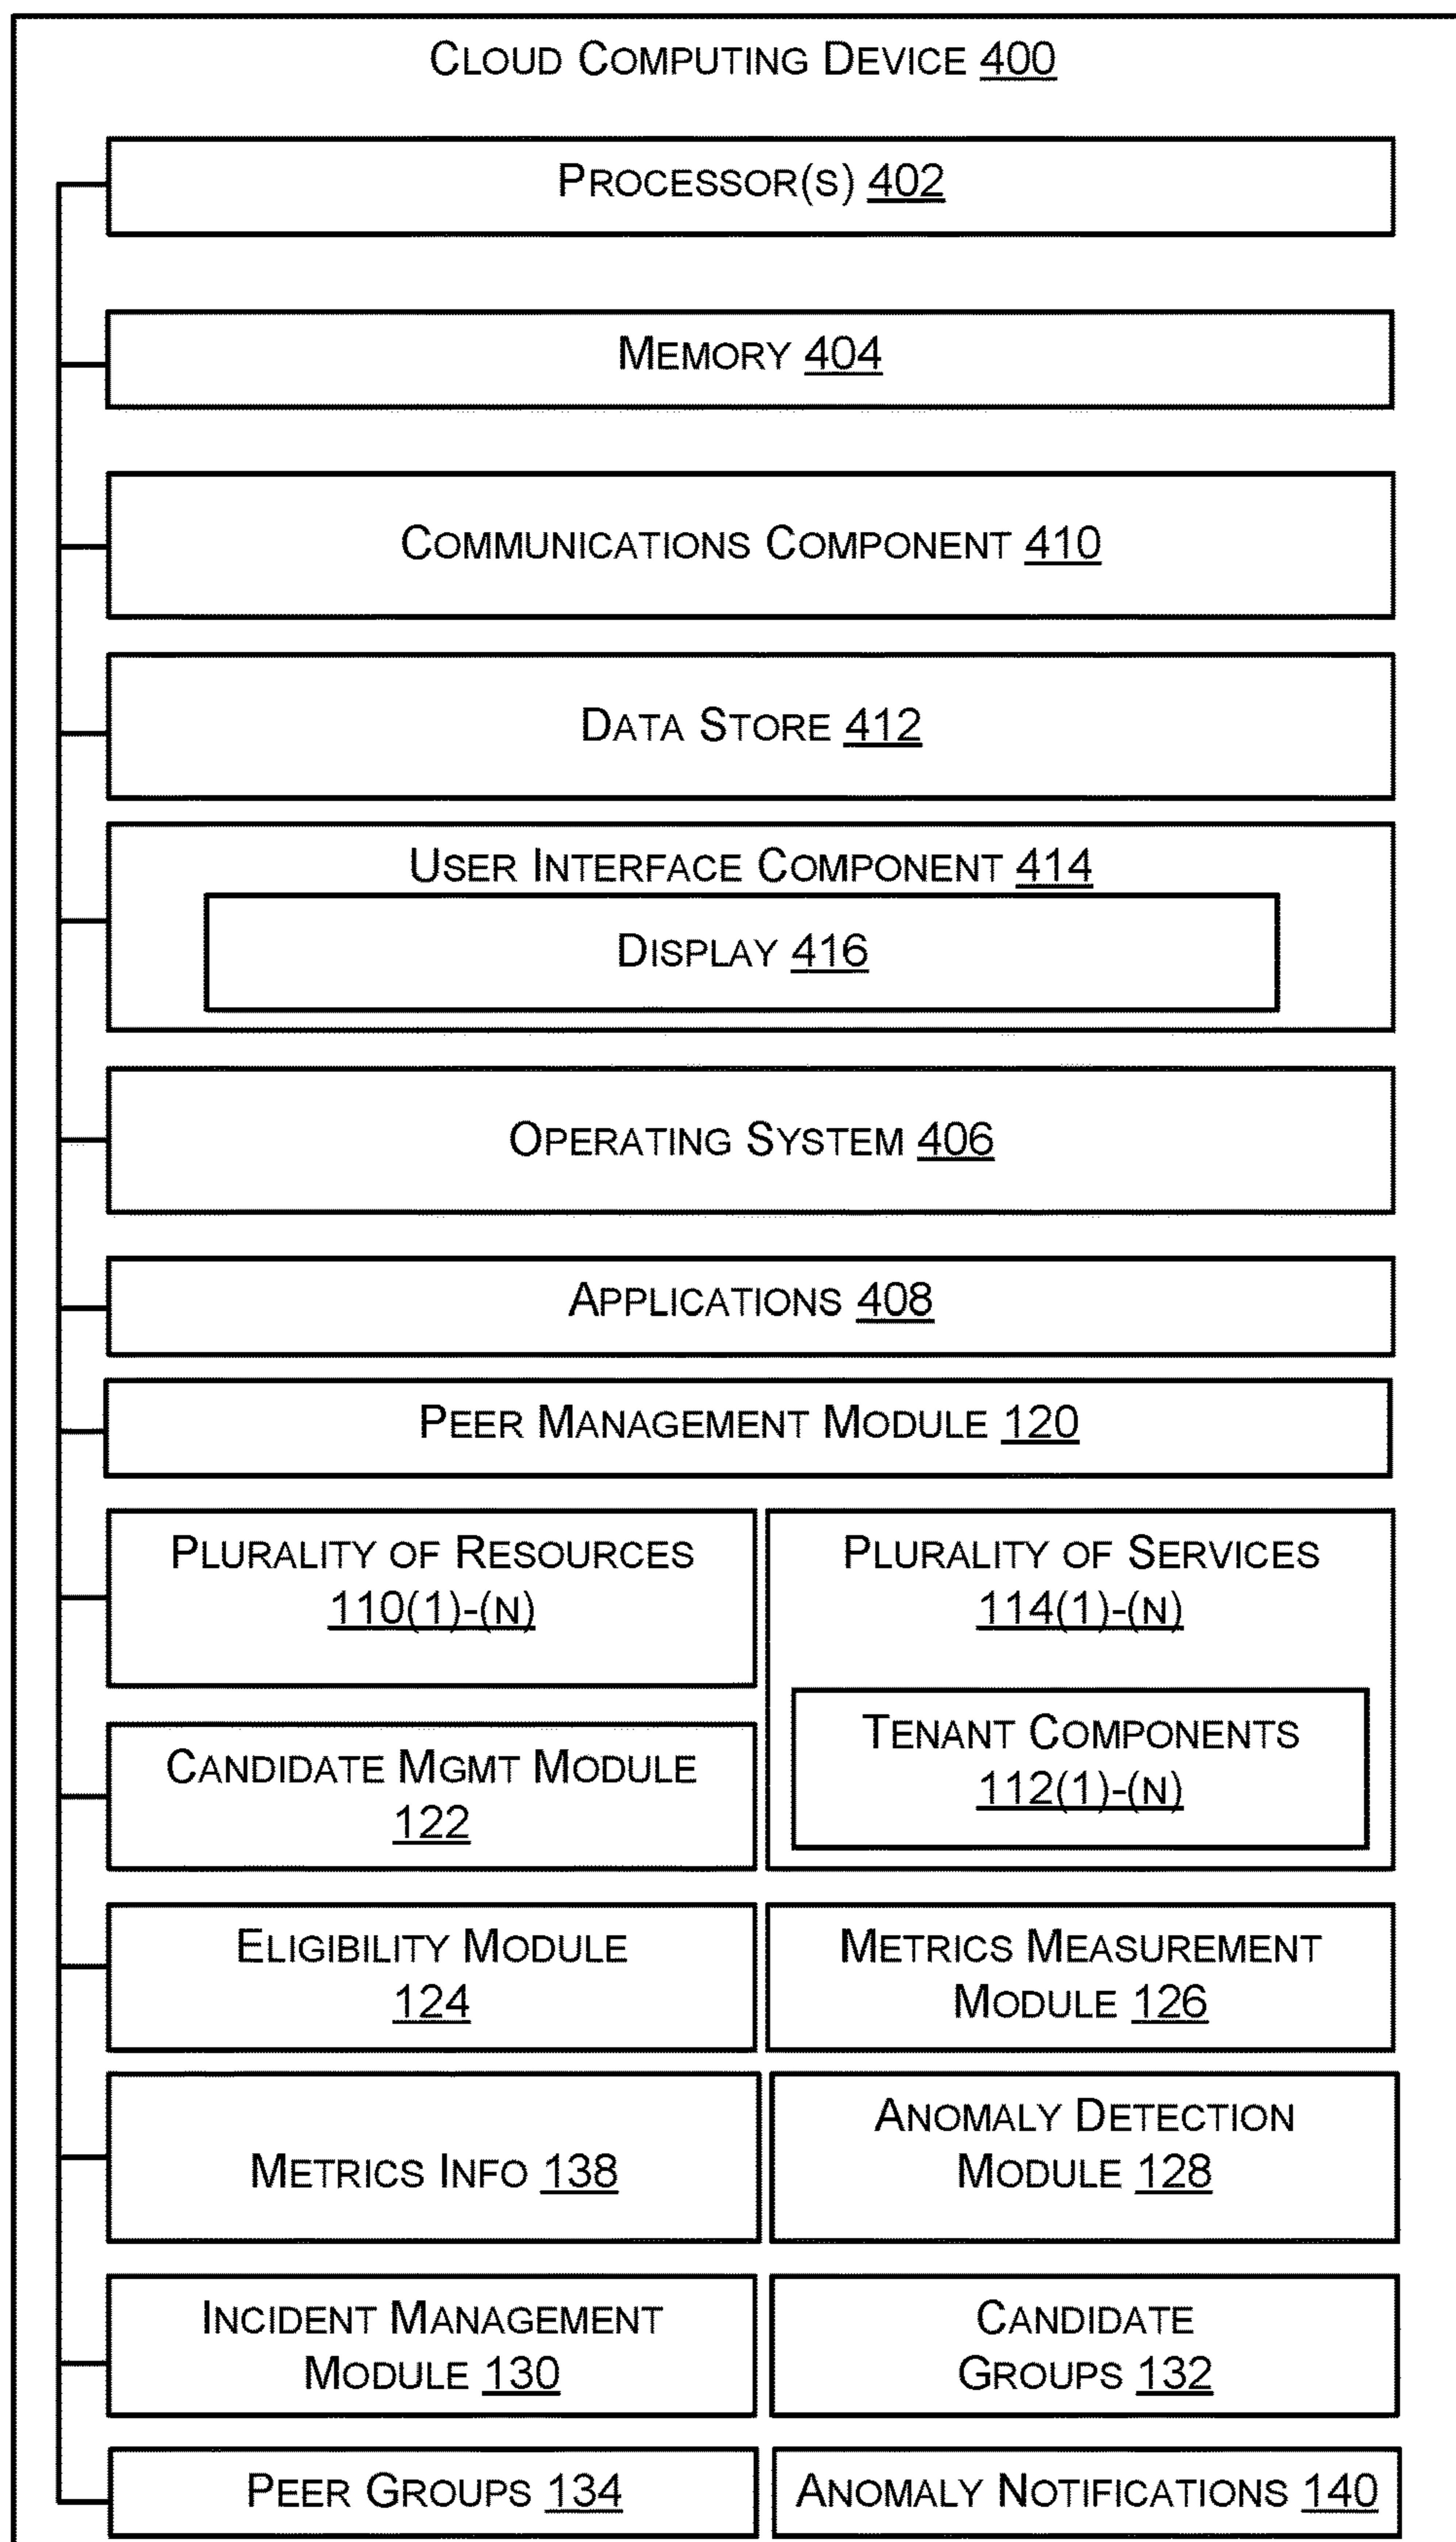 CLOUD COMPUTING DEVICE 400
PROCESSOR(S) 402
MEMORY 404
COMMUNICATIONS COMPONENT 410
DATA STORE 412
USER INTERFACE COMPONENT 414
DISPLAY 416
OPERATING SYSTEM 406
APPLICATIONS 408
PEER MANAGEMENT MODULE 120
PLURALITY OF RESOURCES
110(1)-(N)
PLURALITY OF SERVICES
114(1)-(N)
TENANT COMPONENTS
112(1)-(N)
CANDIDATE MGMT MODULE
122
ELIGIBILITY MODULE
124
METRICS MEASUREMENT
MODULE 126
METRICS INFO 138
ANOMALY DETECTION
MODULE 128
INCIDENT MANAGEMENT
MODULE 130
CANDIDATE
GROUPS 132
PEER GROUPS 134
ANOMALY NOTIFICATIONS 140